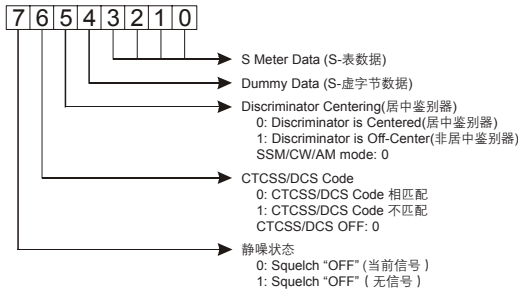 7 6 5 4 3 2 1 0
S Meter Data (S-表数据)
Dummy Data (S-虚字节数据)
Discriminator Centering(居中鉴别器)
0: Discriminator is Centered(居中鉴别器)
1: Discriminator is Off-Center(非居中鉴别器)
SSM/CW/AM mode: 0
CTCSS/DCS Code
0: CTCSS/DCS Code 相匹配
1: CTCSS/DCS Code 不匹配
CTCSS/DCS OFF: 0
静噪状态
0: Squelch “OFF” (当前信号）
1: Squelch “OFF”（无信号）